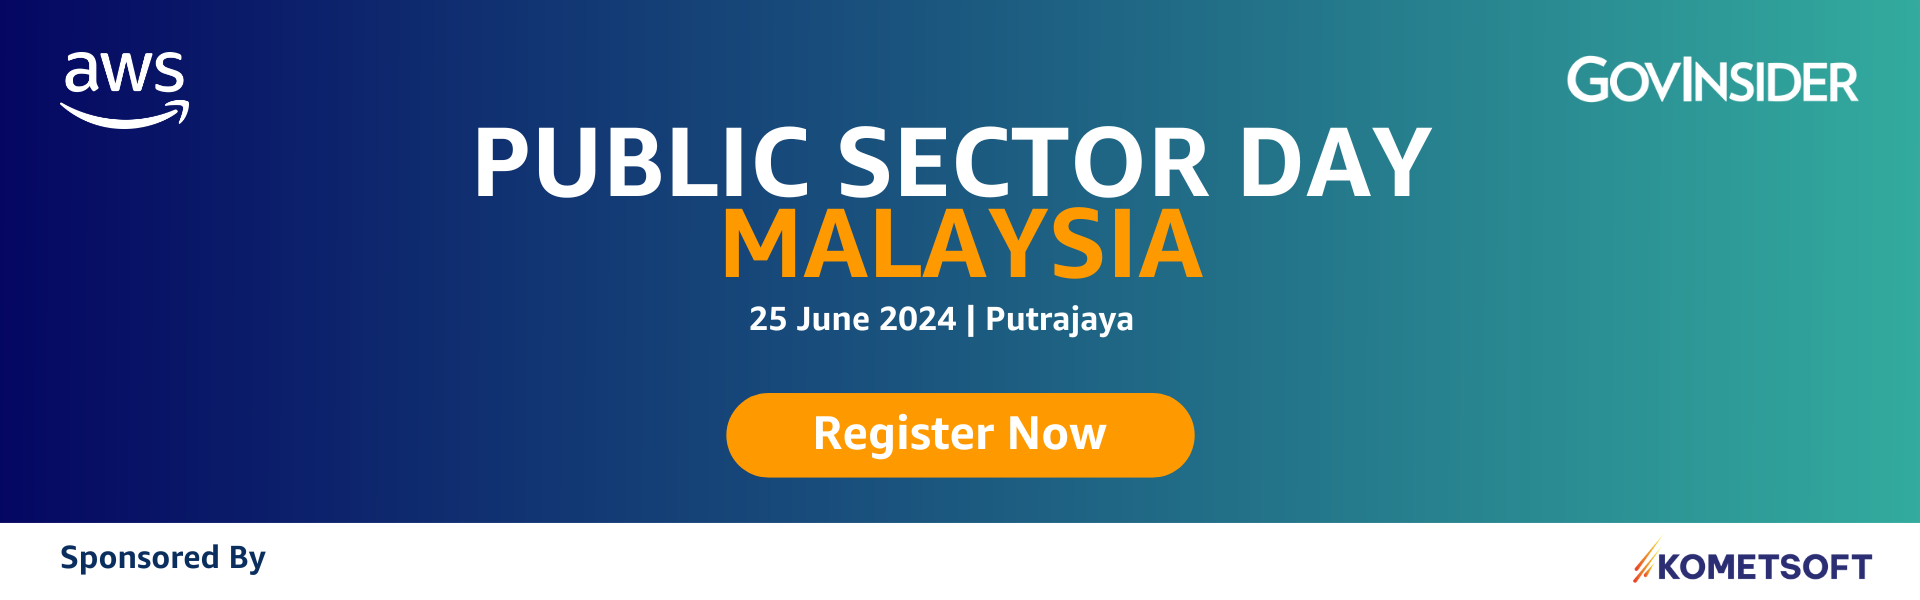 aws
GOVINSIDER
PUBLIC SECTOR DAY
MALAYSIA
25 June 2024 | Putrajaya
Register Now
Sponsored By
KOMETSOFT